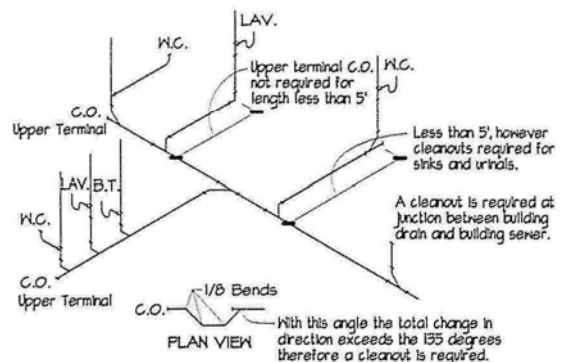 LAV.
W.C.
Upper terminal C.O.
not required for
length less than 5'
W.C.
C.O.
Upper Terminal
Less than 5', however
cleanouts required for
sinks and urinals.
LAV.
B.T.
W.C.
A cleanout is required at
junction between building
drain and building sewer.
C.O.
Upper Terminal
1/8 Bends
C.O.
PLAN VIEW
With this angle the total change in
direction exceeds the 135 degrees
therefore a cleanout is required.